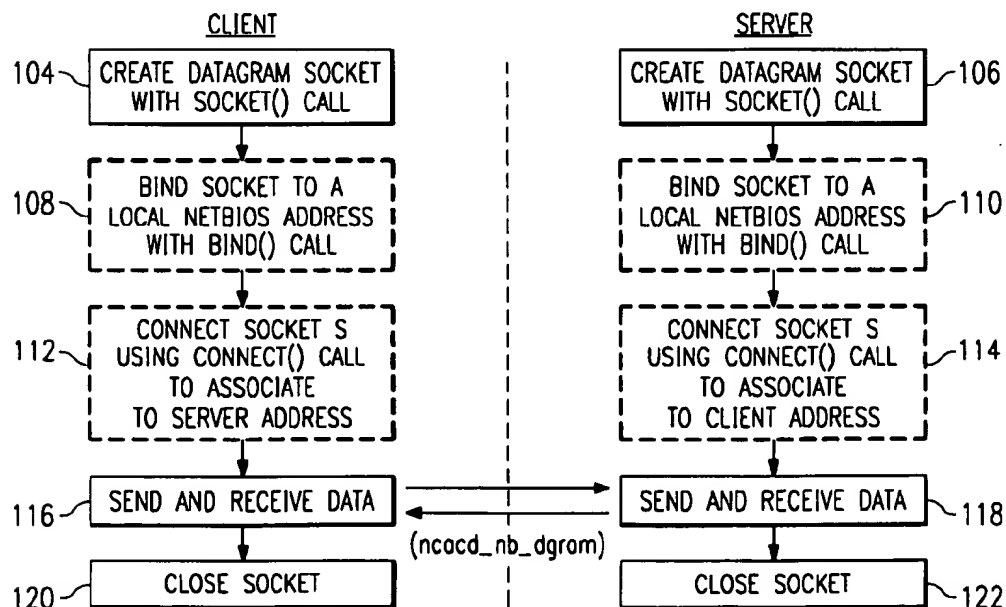 CLIENT
SERVER
104
CREATE DATAGRAM SOCKET
WITH SOCKET() CALL
CREATE DATAGRAM SOCKET
WITH SOCKET() CALL
106
108
BIND SOCKET TO A
LOCAL NETBIOS ADDRESS
WITH BIND() CALL
BIND SOCKET TO A
LOCAL NETBIOS ADDRESS
WITH BIND() CALL
110
112
CONNECT SOCKET S
USING CONNECT() CALL
TO ASSOCIATE
TO SERVER ADDRESS
CONNECT SOCKET S
USING CONNECT() CALL
TO ASSOCIATE
TO CLIENT ADDRESS
114
116
SEND AND RECEIVE DATA
SEND AND RECEIVE DATA
118
(ncacd_nb_dgram)
120
CLOSE SOCKET
CLOSE SOCKET
122